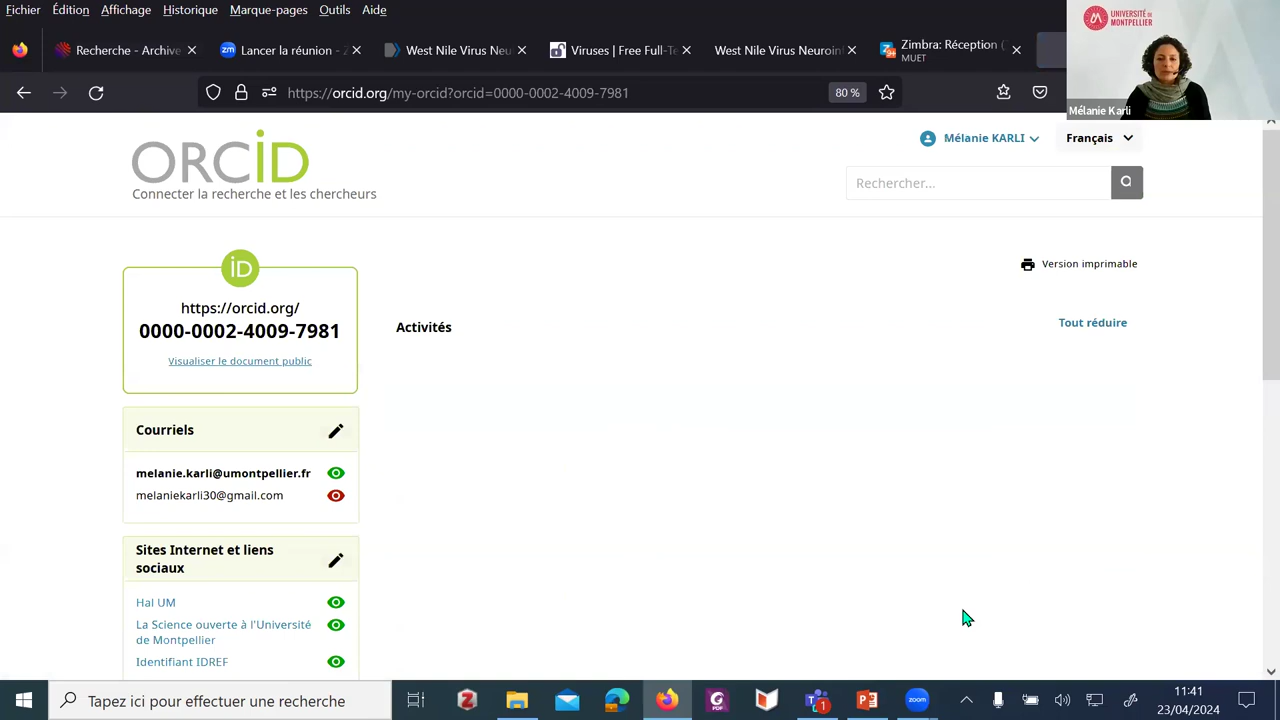 Fichier Édition Affichage Historique Marque-pages Outils Aide
UNIVERSITÉ DE
MONTPELLIER
Recherche - Archive
Lancer la réunion - Z
West Nile Virus Neu
Viruses | Free Full-Te
West Nile Virus Neuroinf
Zimbra: Réception (
MUET
https://orcid.org/my-orcid?orcid=0000-0002-4009-7981
80 %
Mélanie Karli
ORCID
Connecter la recherche et les chercheurs
Mélanie KARLI
Français
Rechercher...
iD
https://orcid.org/
0000-0002-4009-7981
Visualiser le document public
Version imprimable
Activités
Tout réduire
Courriels
melanie.karli@umontpellier.fr
melaniekarli30@gmail.com
Sites Internet et liens
sociaux
Hal UM
La Science ouverte à l'Université
de Montpellier
Identifiant IDREF
Tapez ici pour effectuer une recherche
11:41
23/04/2024